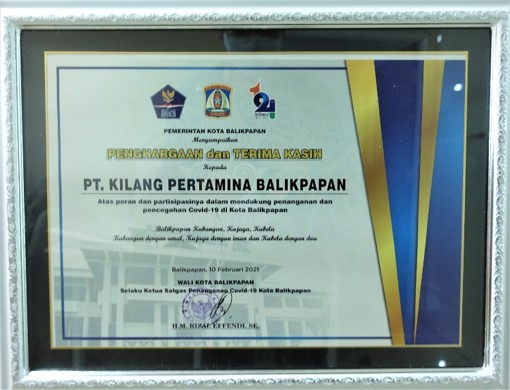 PEMERINTAH KOTA BALIKPAPAN
Menyampaikan
PENGHARGAAN dan TERIMA KASIH
Kepada
PT. KILANG PERTAMINA BALIKPAPAN
Atas peran dan partisipasinya dalam mendukung penanganan dan
pencegahan Covid-19 di Kota Balikpapan
Balikpapan Kubangun, Kujaga, Kubela
Kubangun dengan amal, Kujaga dengan iman dan Kubela dengan doa
Balikpapan, 10 Februari 2021
WALI KOTA BALIKPAPAN
Selaku Ketua Satgas Penanganan Covid-19 Kota Balikpapan
H.M. RIZAL EFFENDI, SE.